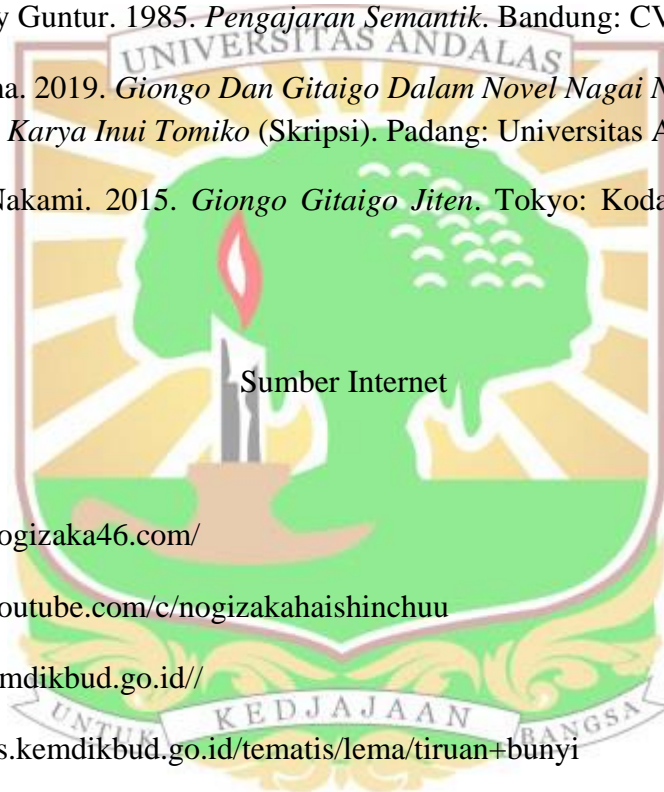 y Guntur. 1985. Pengajaran Semantik. Bandung: CV
UNIVERSITAS ANDALAS
na. 2019. Giongo Dan Gitaigo Dalam Novel Nagai N
Karya Inui Tomiko (Skripsi). Padang: Universitas A
Nakami. 2015. Giongo Gitaigo Jiten. Tokyo: Koda
Sumber Internet
ogizaka46.com/
outube.com/c/nogizakahaishinchuu
mdikbud.go.id//
UNTUK KEDJAJAAN BANGSA
s.kemdikbud.go.id/tematis/lema/tiruan+bunyi